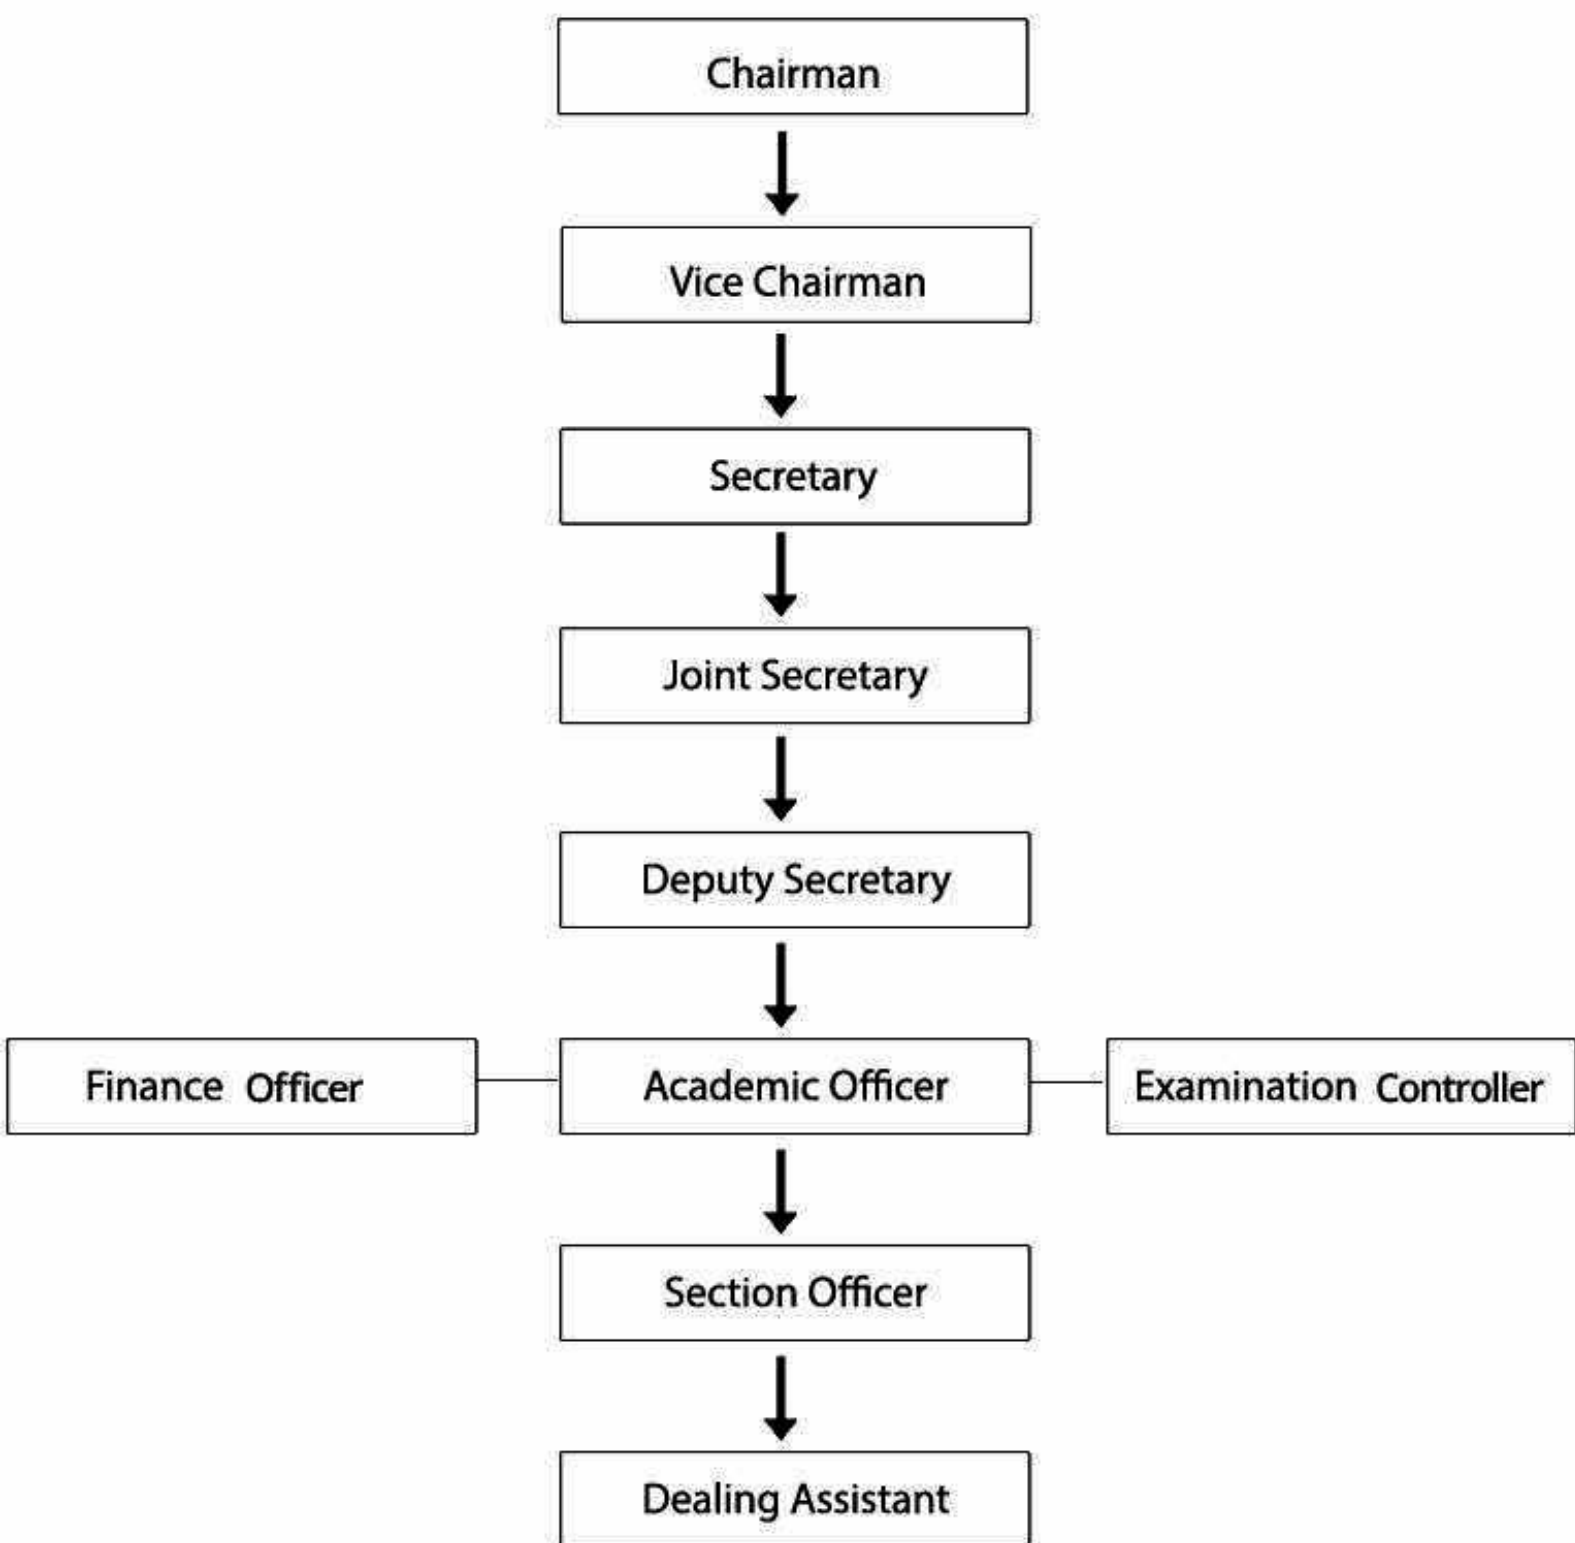 Chairman
Vice Chairman
Secretary
Joint Secretary
Deputy Secretary
Finance Officer
Academic Officer
Examination Controller
Section Officer
Dealing Assistant